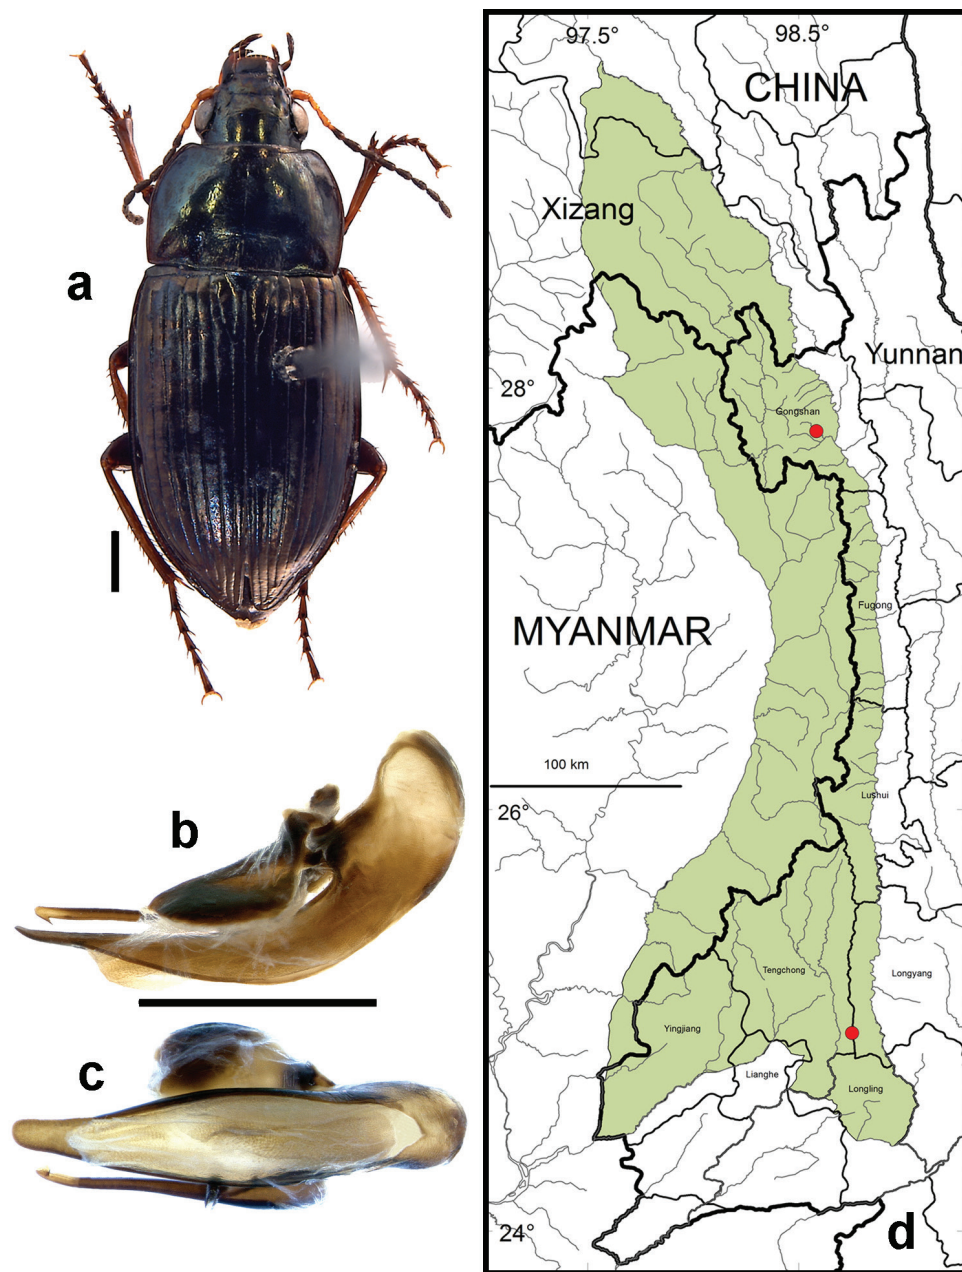 a
b
c
97.5°
98.5°
CHINA
Xizang
Yunnan
28°
Gongshan
Fugong
MYANMAR
100 km
Lushui
26°
Tengchong
Longyang
Yingjiang
Lianghe
Longling
24°
d